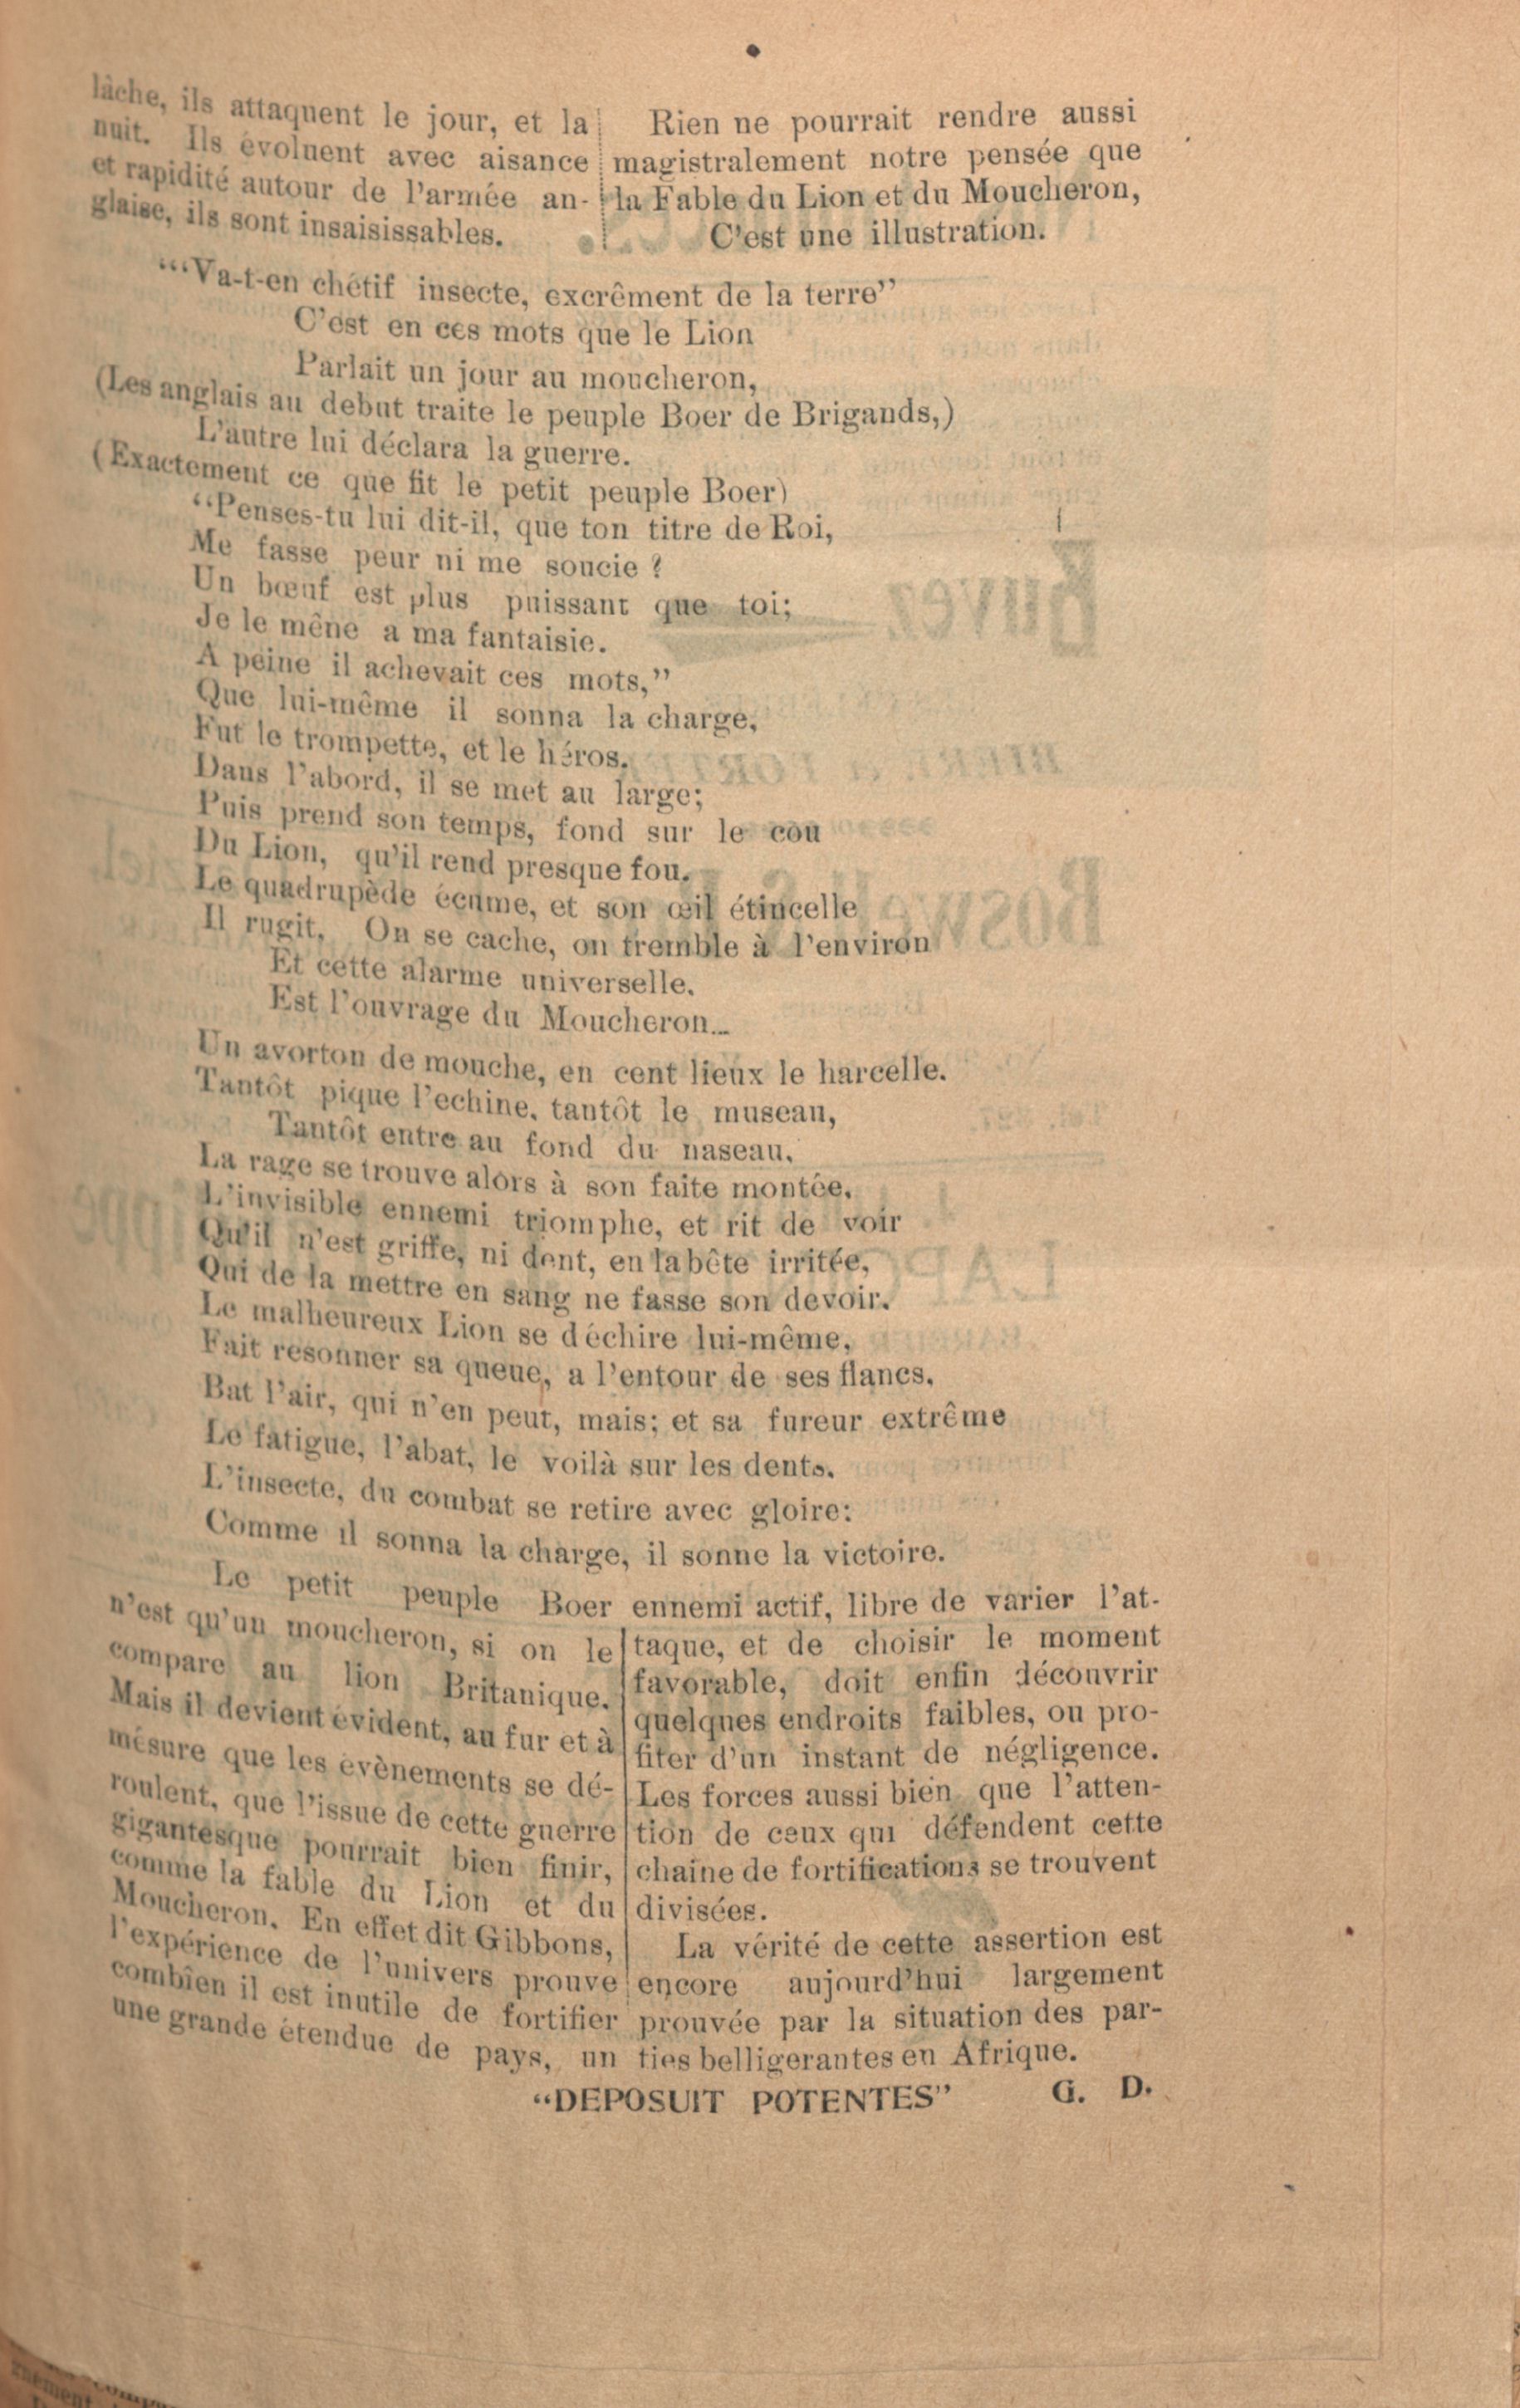 lâche, ils attaquent le jour, et la
nuit. Ils évoluent avec aisance
et rapidité autour de l'armée an-
glaise, ils sont insaisissables.
Rien ne pourrait rendre aussi
magistralement notre pensée que
la Fable du Lion et du Moucheron,
C'est une illustration.
"'Va-t-en chétif insecte, excrêment de la terre"
C'est en ces mots que le Lion
Parlait un jour au moucheron,
(Les anglais au debut traite le peuple Boer de Brigands,)
L'autre lui déclara la guerre.
(Exactement ce que fit le petit peuple Boer)
"Penses-tu lui dit-il, que ton titre de Roi,
Me fasse peur ni me soucie ?
Un bœuf est plus puissant que toi;
Je le mêne a ma fantaisie.
A peine il achevait ces mots,"
Que lui-même il sonna la charge,
Fut le trompette, et le héros.
Dans l'abord, il se met au large;
Puis prend son temps, fond sur le cou
Du Lion, qu'il rend presque fou.
Le quadrupède écume, et son œil étincelle
Il rugit. On se cache, on tremble à l'environ
Et cette alarme universelle.
Est l'ouvrage du Moucheron...
Un avorton de mouche, en cent lieux le harcelle.
Tantôt pique l'echine, tantôt le museau,
Tantôt entre au fond du naseau.
La rage se trouve alors à son faite montée.
L'invisible ennemi triomphe, et rit de voir
Qu'il n'est griffe, ni dent, en la bête irritée,
Qui de la mettre en sang ne fasse son devoir.
Le malheureux Lion se déchire lui-même,
Fait resonner sa queue, a l'entour de ses flancs.
Bat l'air, qui n'en peut, mais; et sa fureur extrême
Le fatigue, l'abat, le voilà sur les dents.
L'insecte, du combat se retire avec gloire:
Comme il sonna la charge, il sonne la victoire.
Le petit peuple Boer
n'est qu'un moucheron, si on le
compare au lion Britanique.
Mais il devient évident, au fur et à
mésure que les évènements se dé-
roulent, que l'issue de cette guerre
gigantesque pourrait bien finir,
comme la fable du Lion et du
Moucheron. En effet dit Gibbons,
l'expérience de l'univers prouve
combien il est inutile de fortifier
une grande étendue de pays, un
ennemi actif, libre de varier l'at-
taque, et de choisir le moment
favorable, doit enfin découvrir
quelques endroits faibles, ou pro-
fiter d'un instant de négligence.
Les forces aussi bien que l'atten-
tion de ceux qui défendent cette
chaine de fortifications se trouvent
divisées.
La vérité de cette assertion est
encore aujourd'hui largement
prouvée par la situation des par-
ties belligerantes en Afrique.
"DEPOSUIT POTENTES" G. D.